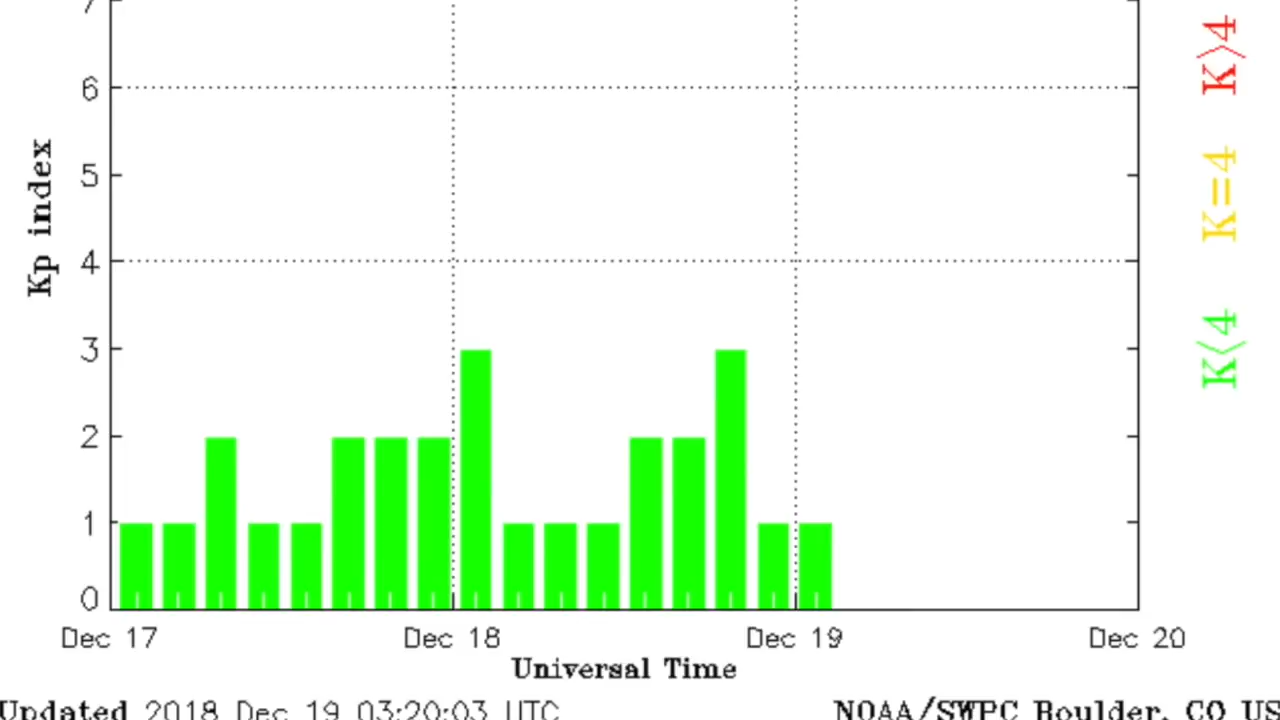 7
6
5
4
3
2
1
0
Kp index
K>4
K=4
K<4
Dec 17 Dec 18 Dec 19 Dec 20
Universal Time
Updated 2018 Dec 19 03:20:03 UTC NOAA/SWPC Boulder, CO US